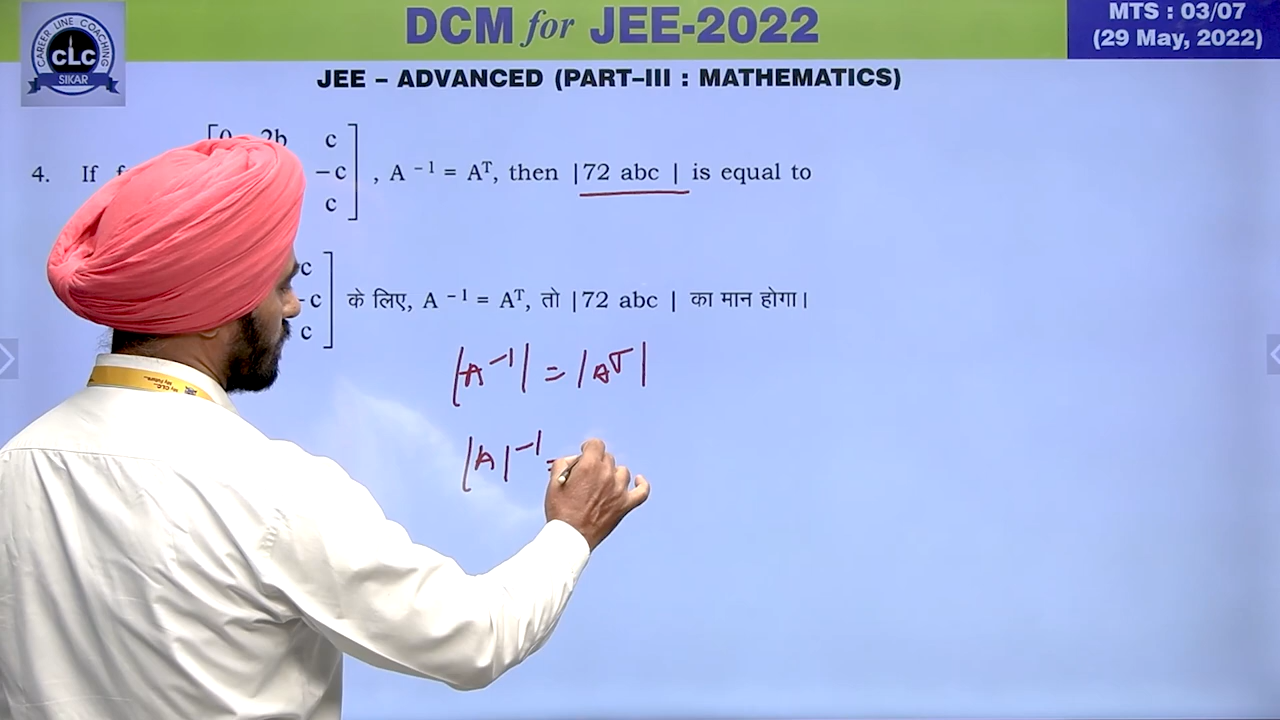 DCM for JEE-2022
MTS : 03/07
(29 May, 2022)
CAREER LINE COACHING
CLC
SIKAR
JEE – ADVANCED (PART–III : MATHEMATICS)
2b c
4. If –c , A⁻¹ = Aᵀ, then |72 abc | is equal to
c
c
-c के लिए, A⁻¹ = Aᵀ, तो |72 abc | का मान होगा।
c
|A⁻¹| = |Aᵀ|
|A|⁻¹ =